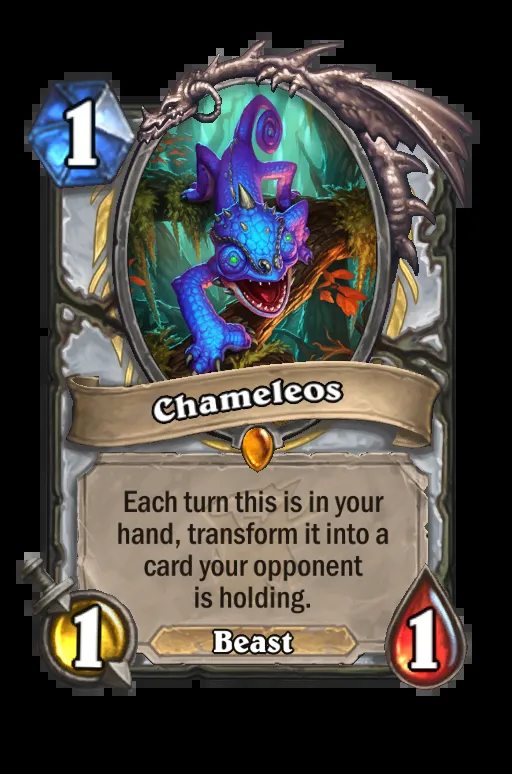 1
Chameleos
Each turn this is in your
hand, transform it into a
card your opponent
is holding.
1
Beast
1